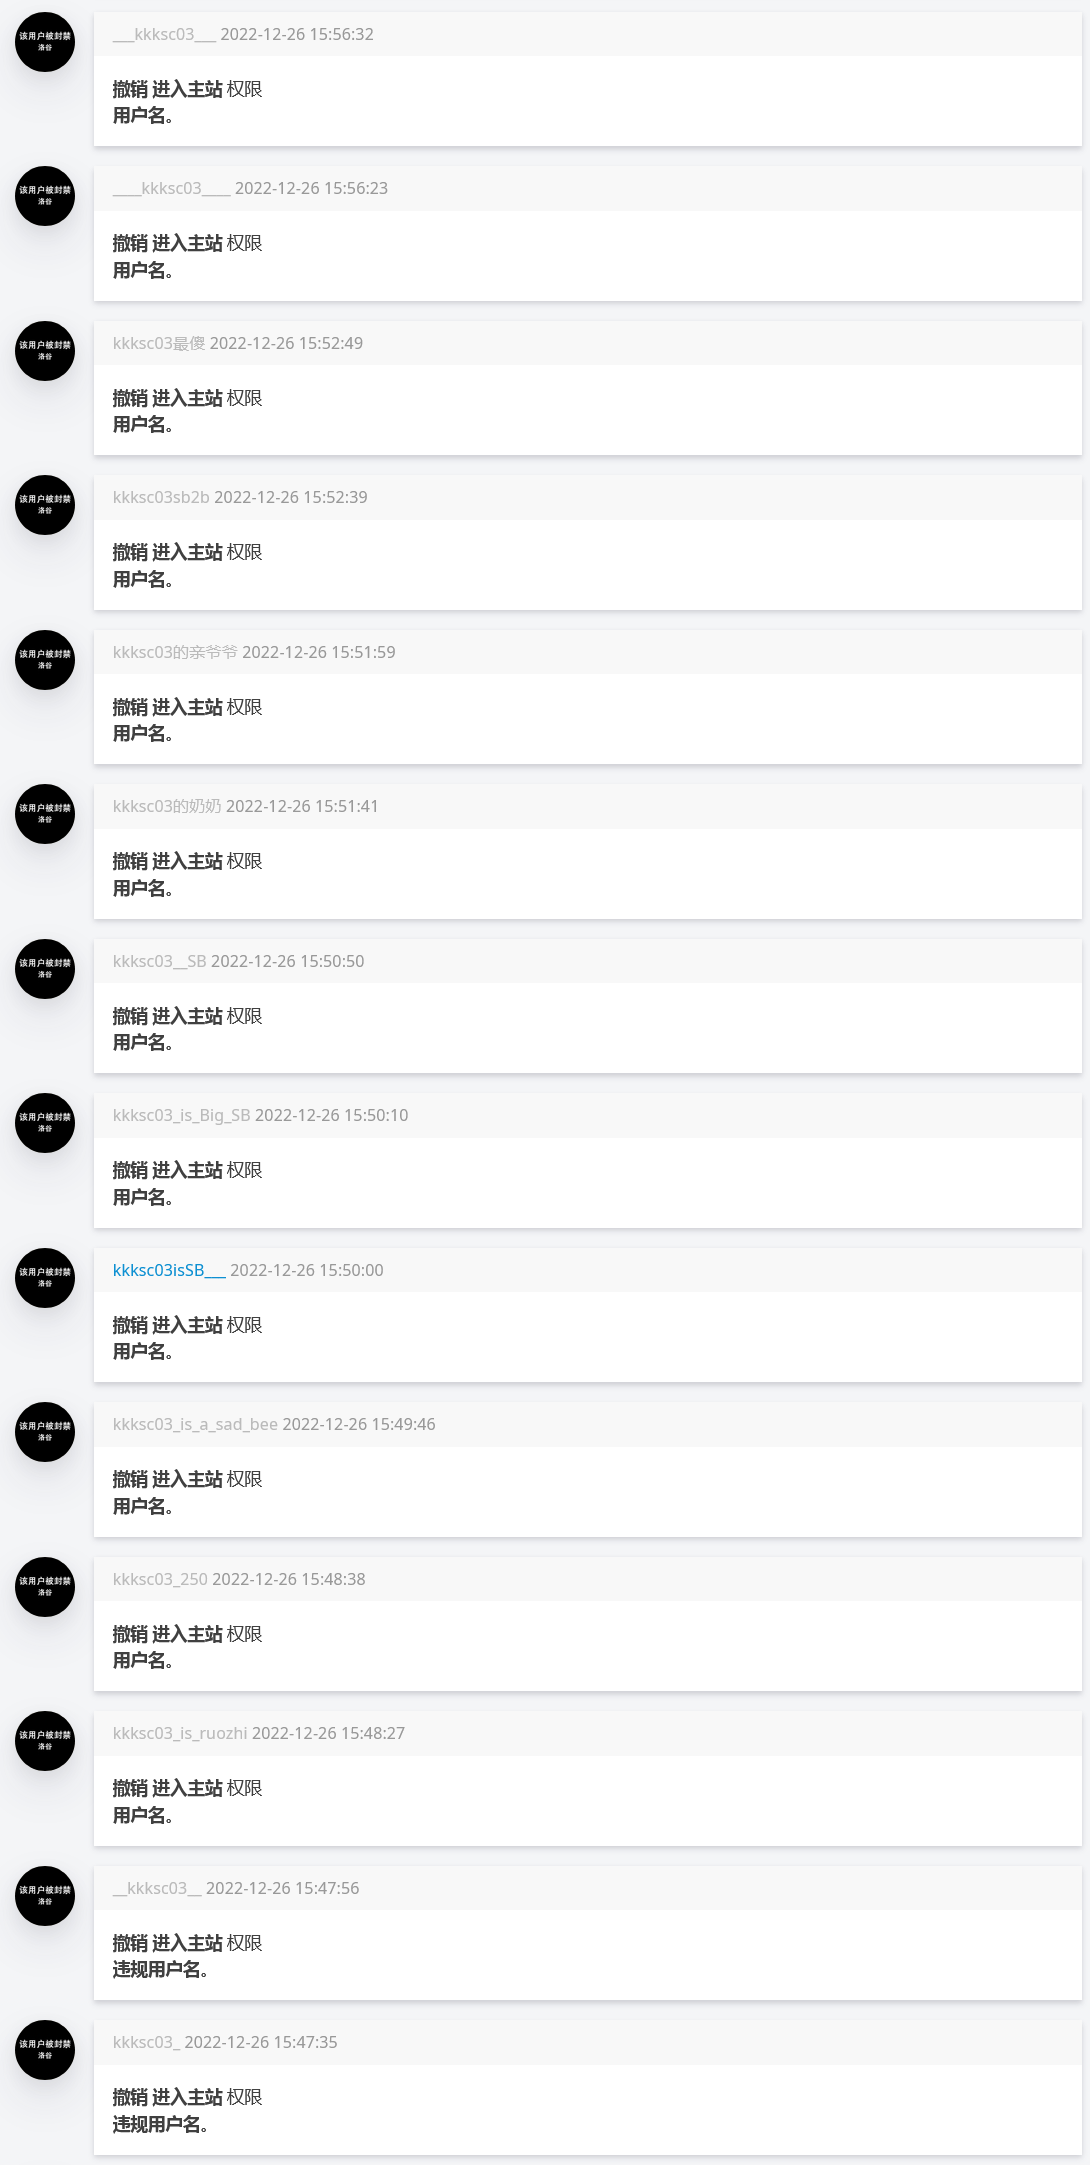 该用户被封禁
洛谷
___kkksc03___ 2022-12-26 15:56:32
撤销 进入主站 权限
用户名。
该用户被封禁
洛谷
____kkksc03____ 2022-12-26 15:56:23
撤销 进入主站 权限
用户名。
该用户被封禁
洛谷
kkksc03最傻 2022-12-26 15:52:49
撤销 进入主站 权限
用户名。
该用户被封禁
洛谷
kkksc03sb2b 2022-12-26 15:52:39
撤销 进入主站 权限
用户名。
该用户被封禁
洛谷
kkksc03的亲爷爷 2022-12-26 15:51:59
撤销 进入主站 权限
用户名。
该用户被封禁
洛谷
kkksc03的奶奶 2022-12-26 15:51:41
撤销 进入主站 权限
用户名。
该用户被封禁
洛谷
kkksc03__SB 2022-12-26 15:50:50
撤销 进入主站 权限
用户名。
该用户被封禁
洛谷
kkksc03_is_Big_SB 2022-12-26 15:50:10
撤销 进入主站 权限
用户名。
该用户被封禁
洛谷
kkksc03isSB___ 2022-12-26 15:50:00
撤销 进入主站 权限
用户名。
该用户被封禁
洛谷
kkksc03_is_a_sad_bee 2022-12-26 15:49:46
撤销 进入主站 权限
用户名。
该用户被封禁
洛谷
kkksc03_250 2022-12-26 15:48:38
撤销 进入主站 权限
用户名。
该用户被封禁
洛谷
kkksc03_is_ruozhi 2022-12-26 15:48:27
撤销 进入主站 权限
用户名。
该用户被封禁
洛谷
__kkksc03__ 2022-12-26 15:47:56
撤销 进入主站 权限
违规用户名。
该用户被封禁
洛谷
kkksc03_ 2022-12-26 15:47:35
撤销 进入主站 权限
违规用户名。